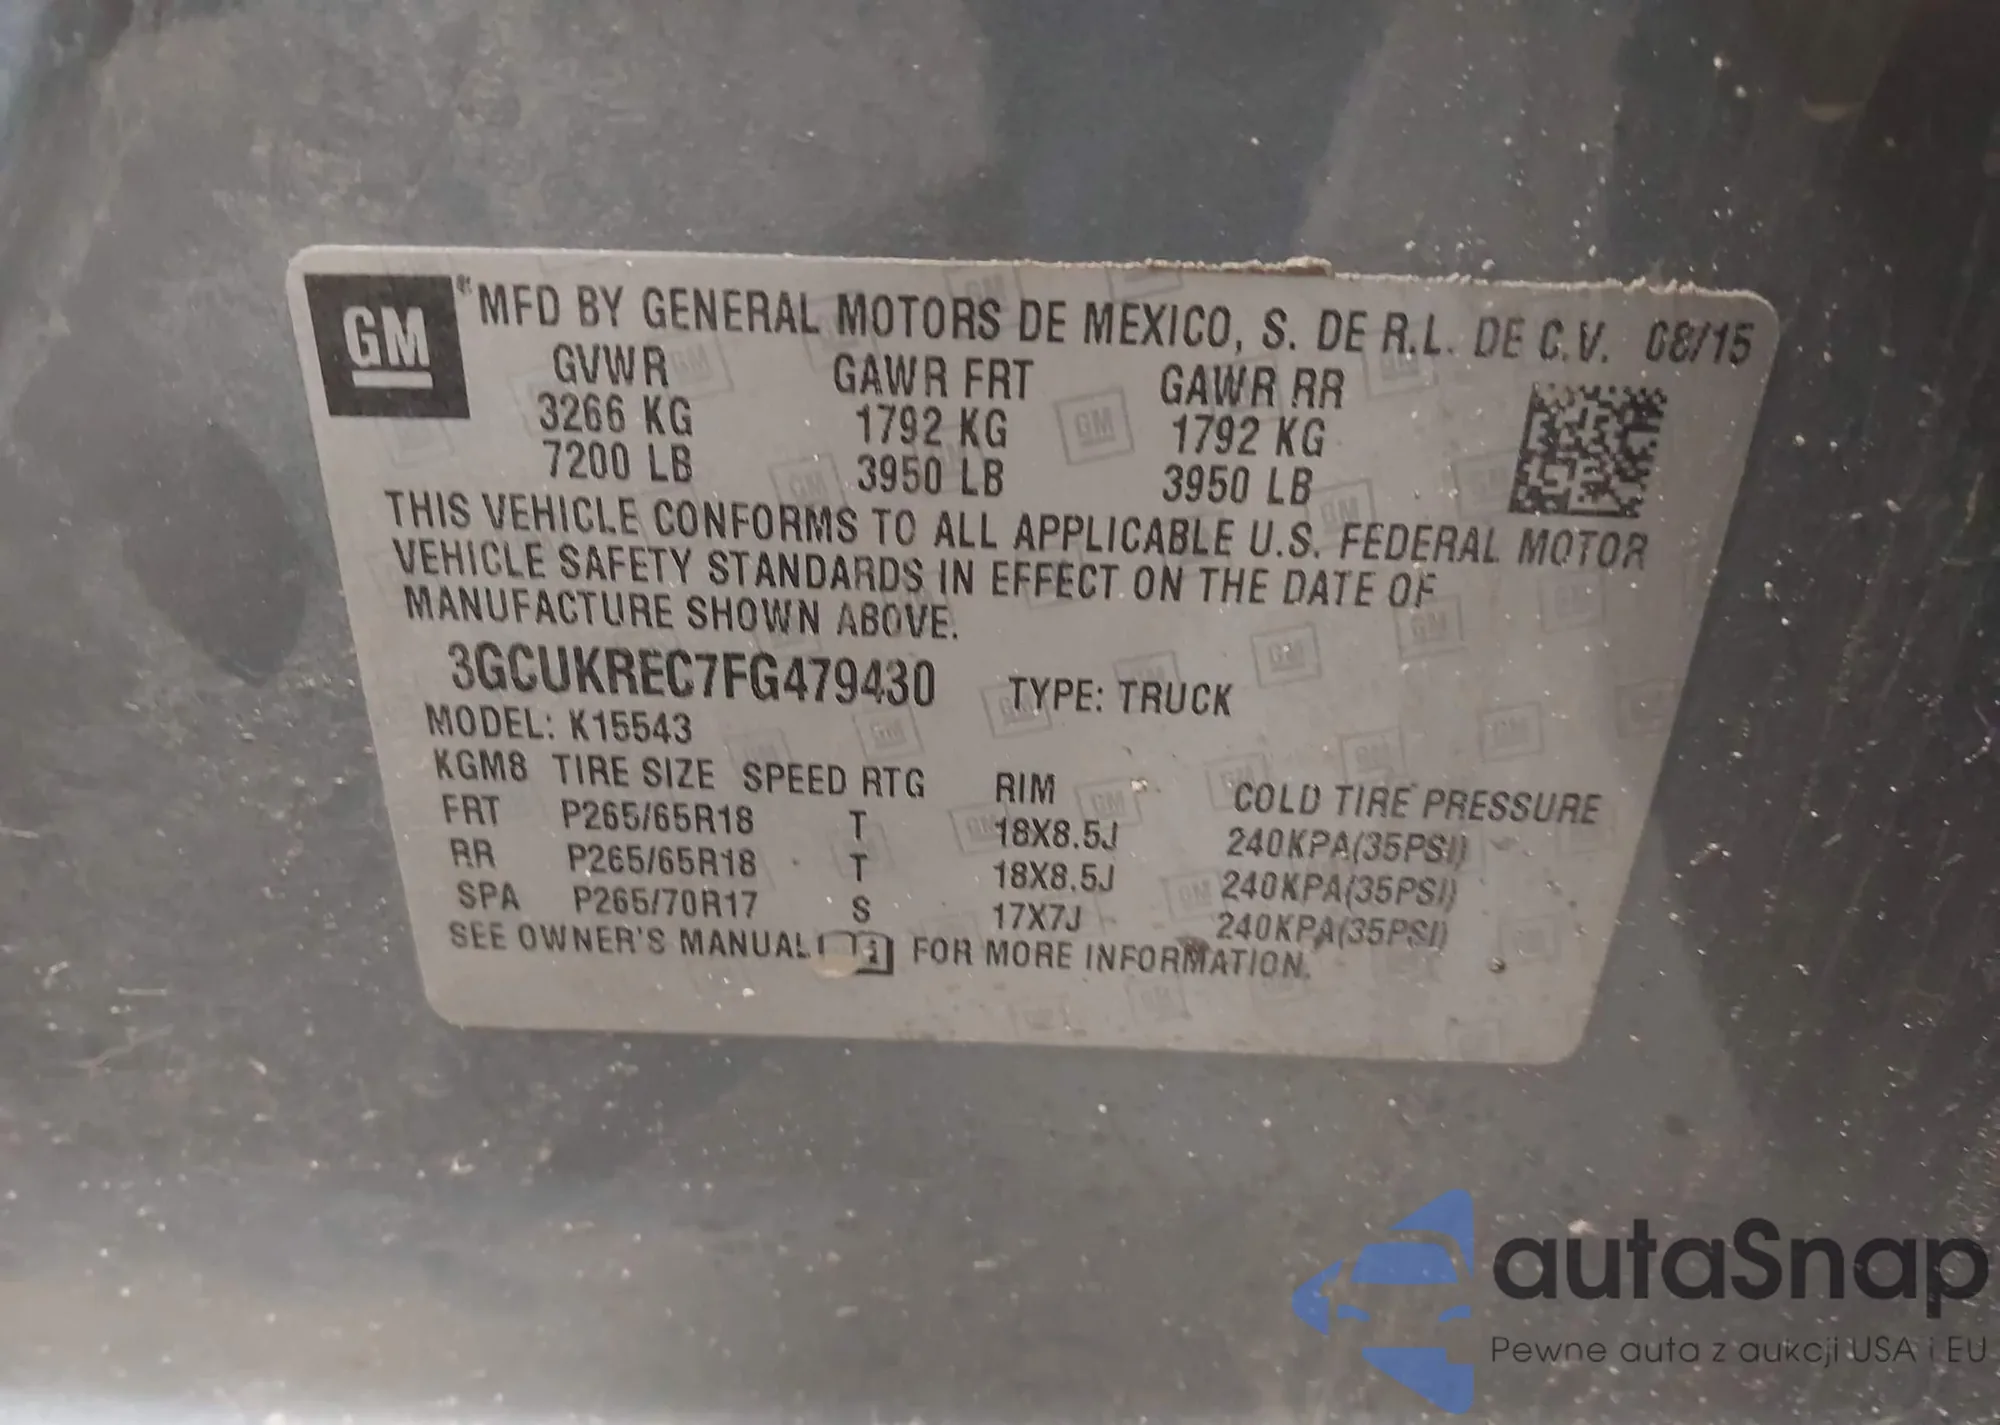 GM ® MFD BY GENERAL MOTORS DE MEXICO, S. DE R.L. DE C.V. 08/15
GVWR GAWR FRT GAWR RR
3266 KG 1792 KG 1792 KG
7200 LB 3950 LB 3950 LB
THIS VEHICLE CONFORMS TO ALL APPLICABLE U.S. FEDERAL MOTOR
VEHICLE SAFETY STANDARDS IN EFFECT ON THE DATE OF
MANUFACTURE SHOWN ABOVE.
3GCUKREC7FG479430 TYPE: TRUCK
MODEL: K15543
KGM8 TIRE SIZE SPEED RTG RIM COLD TIRE PRESSURE
FRT P265/65R18 T 18X8.5J 240KPA(35PSI)
RR P265/65R18 T 18X8.5J 240KPA(35PSI)
SPA P265/70R17 S 17X7J 240KPA(35PSI)
SEE OWNER'S MANUAL FOR MORE INFORMATION.
autaSnap
Pewne auta z aukcji USA i EU